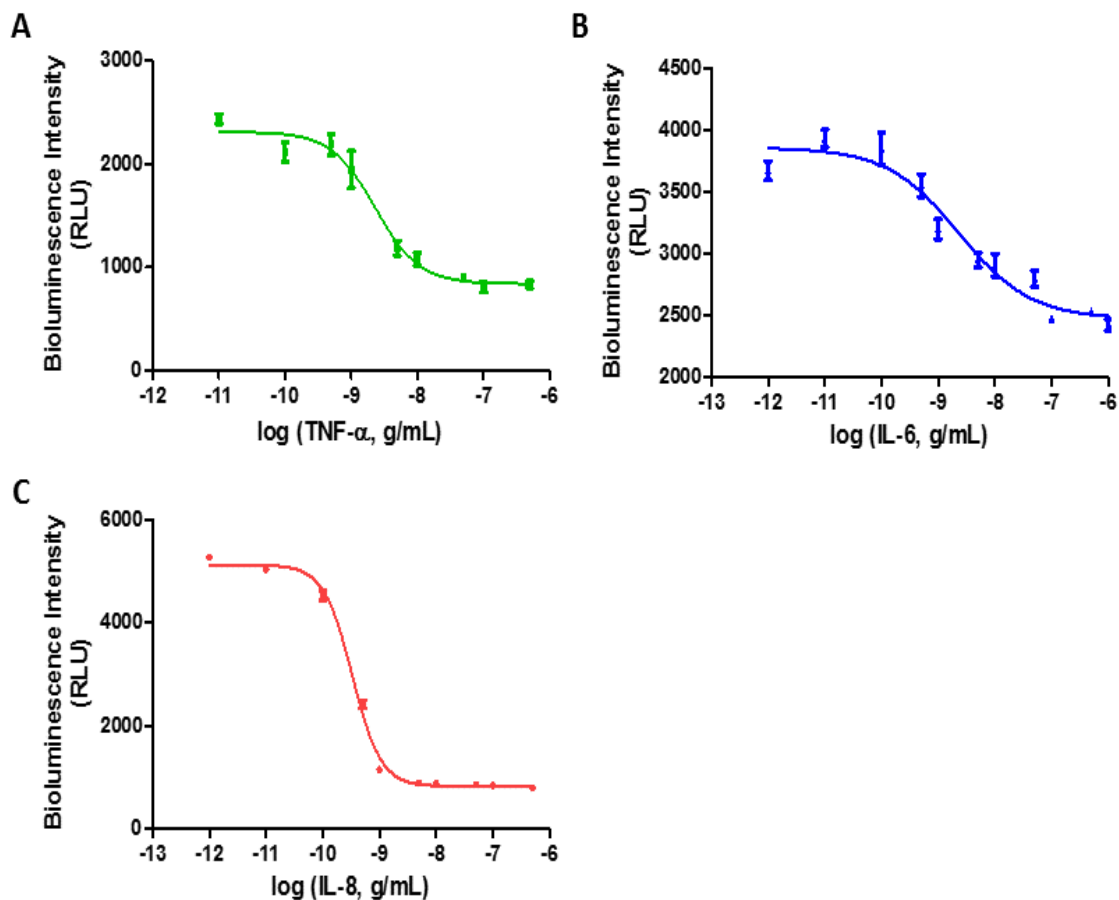 A
Bioluminescence Intensity
(RLU)
3000
2000
1000
0
-12 -11 -10 -9 -8 -7 -6
log (TNF-α, g/mL)
B
Bioluminescence Intensity
(RLU)
4500
4000
3500
3000
2500
2000
-13 -12 -11 -10 -9 -8 -7 -6
log (IL-6, g/mL)
C
Bioluminescence Intensity
(RLU)
6000
4000
2000
0
-13 -12 -11 -10 -9 -8 -7 -6
log (IL-8, g/mL)